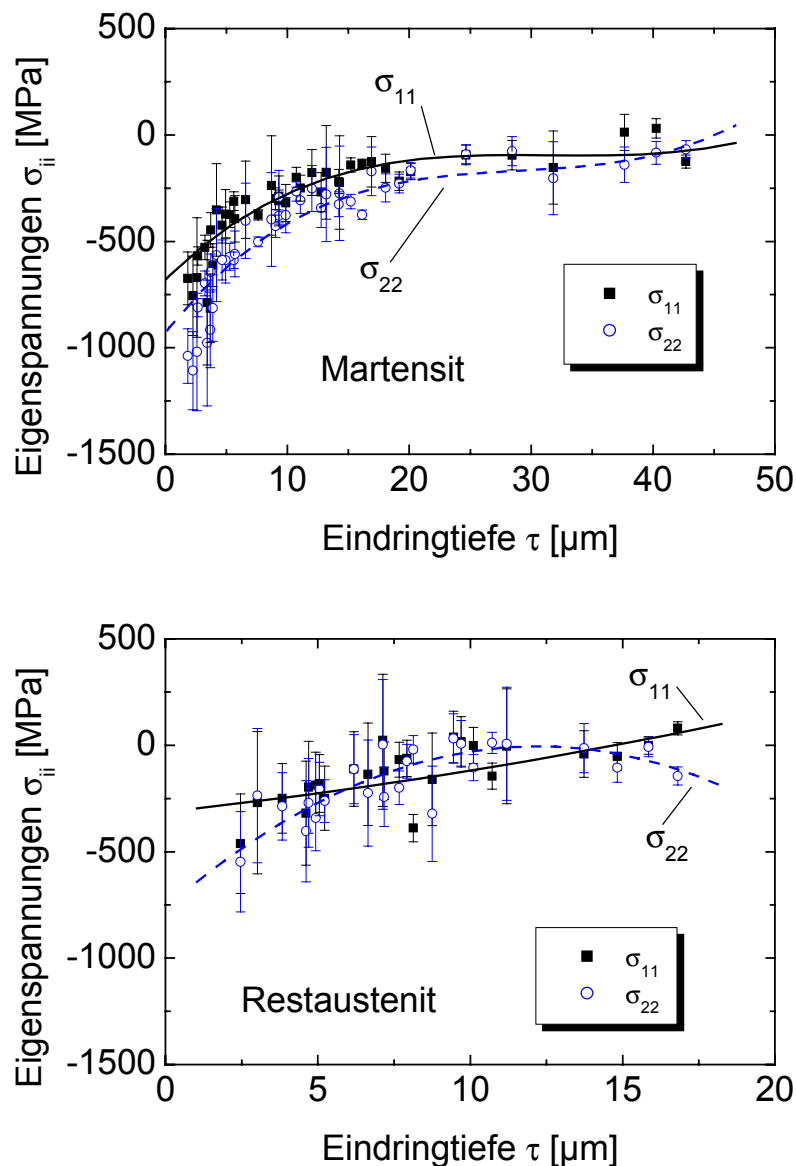 500
0
-500
-1000
-1500
Eigenspannungen σii [MPa]
σ11
σ22
σ11
σ22
Martensit
0 10 20 30 40 50
Eindringtiefe τ [µm]
500
0
-500
-1000
-1500
Eigenspannungen σii [MPa]
σ11
σ22
σ11
σ22
Restaustenit
0 5 10 15 20
Eindringtiefe τ [µm]